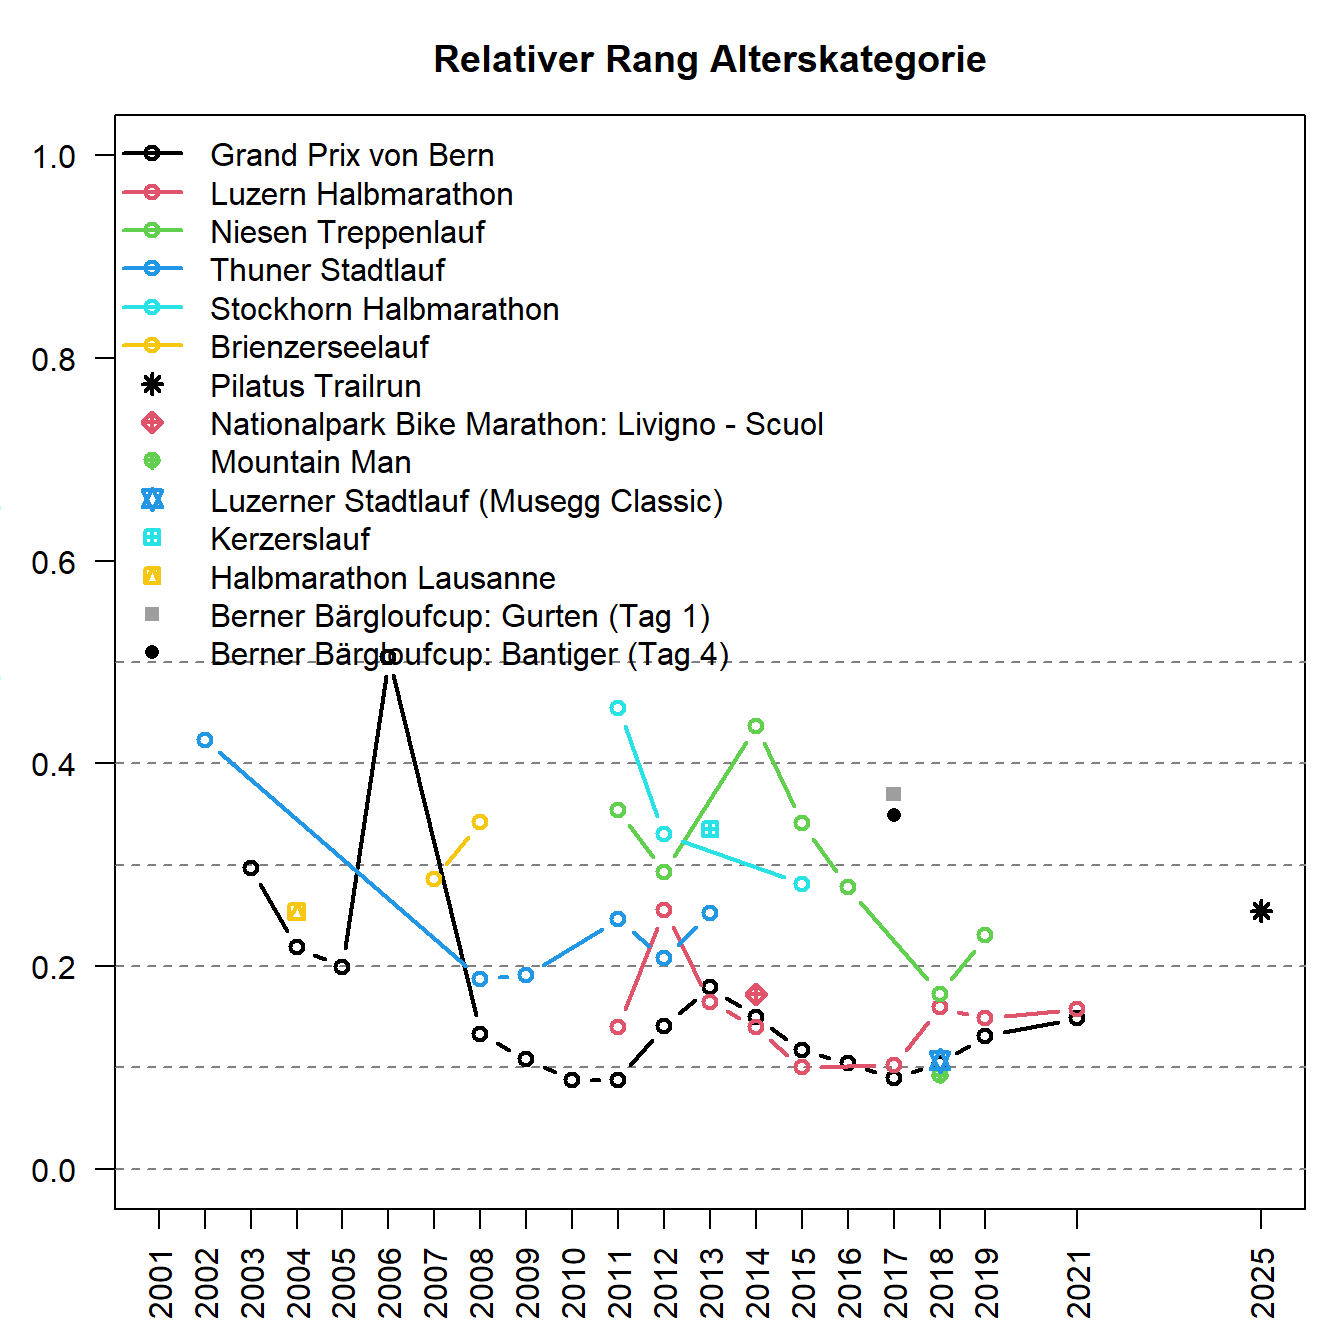 Relativer Rang Alterskategorie
1.0
0.8
0.6
0.4
0.2
0.0
Grand Prix von Bern
Luzern Halbmarathon
Niesen Treppenlauf
Thuner Stadtlauf
Stockhorn Halbmarathon
Brienzerseelauf
Pilatus Trailrun
Nationalpark Bike Marathon: Livigno - Scuol
Mountain Man
Luzerner Stadtlauf (Musegg Classic)
Kerzerslauf
Halbmarathon Lausanne
Berner Bärgloufcup: Gurten (Tag 1)
Berner Bärgloufcup: Bantiger (Tag 4)
2001
2002
2003
2004
2005
2006
2007
2008
2009
2010
2011
2012
2013
2014
2015
2016
2017
2018
2019
2021
2025